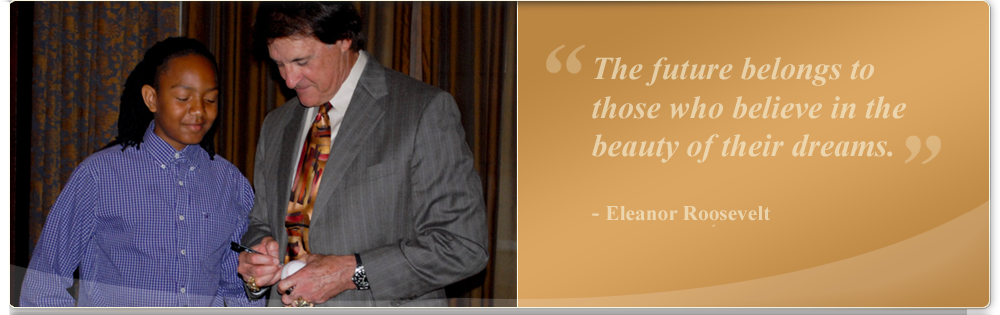 “The future belongs to
those who believe in the
beauty of their dreams.”
- Eleanor Roosevelt